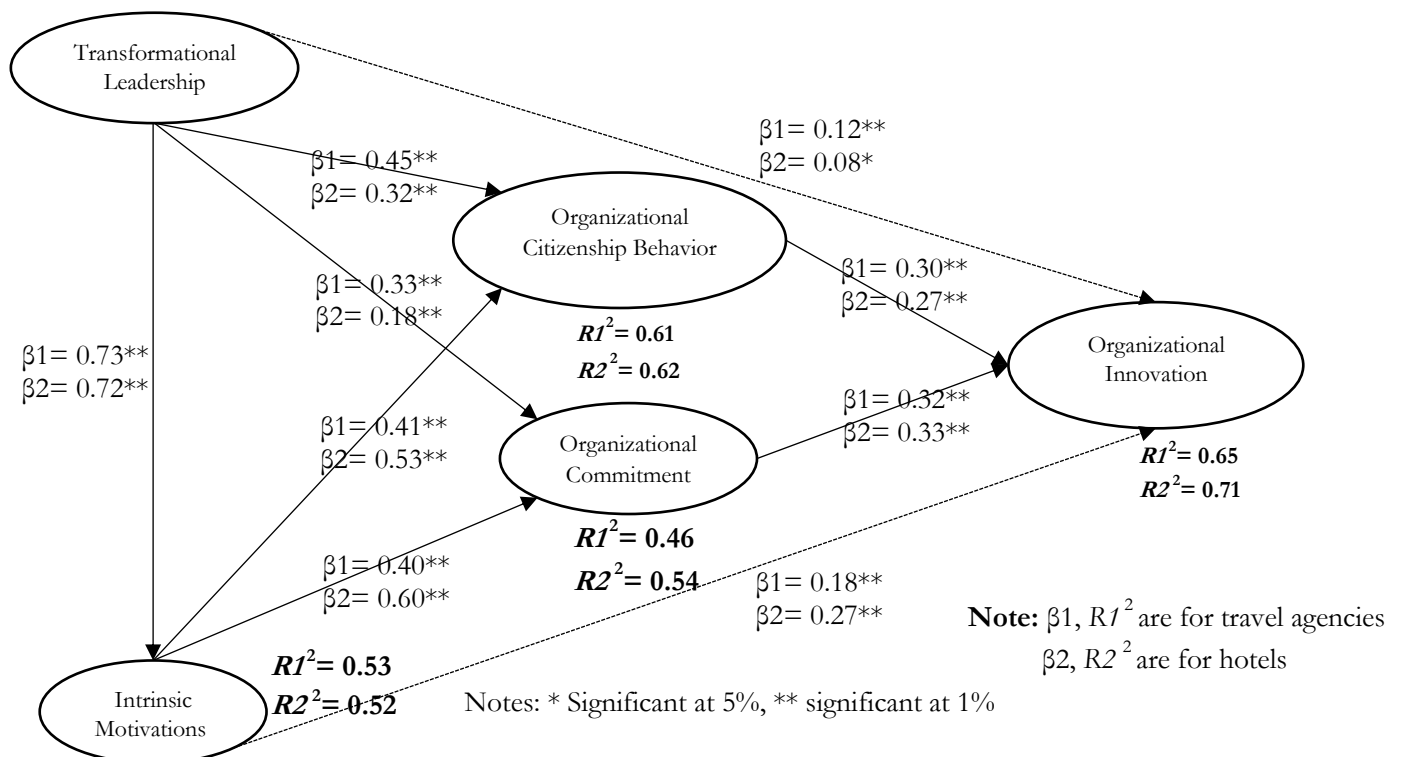 Transformational
Leadership
β1= 0.12**
β2= 0.08*
β1= 0.45**
β2= 0.32**
Organizational
Citizenship Behavior
β1= 0.30**
β2= 0.27**
β1= 0.33**
β2= 0.18**
R1²= 0.61
R2²= 0.62
Organizational
Innovation
β1= 0.73**
β2= 0.72**
β1= 0.41**
β2= 0.53**
Organizational
Commitment
β1= 0.32**
β2= 0.33**
R1²= 0.65
R2²= 0.71
R1²= 0.46
R2²= 0.54
β1= 0.40**
β2= 0.60**
β1= 0.18**
β2= 0.27**
Note: β1, R1² are for travel agencies
β2, R2² are for hotels
R1²= 0.53
R2²= 0.52
Intrinsic
Motivations
Notes: * Significant at 5%, ** significant at 1%